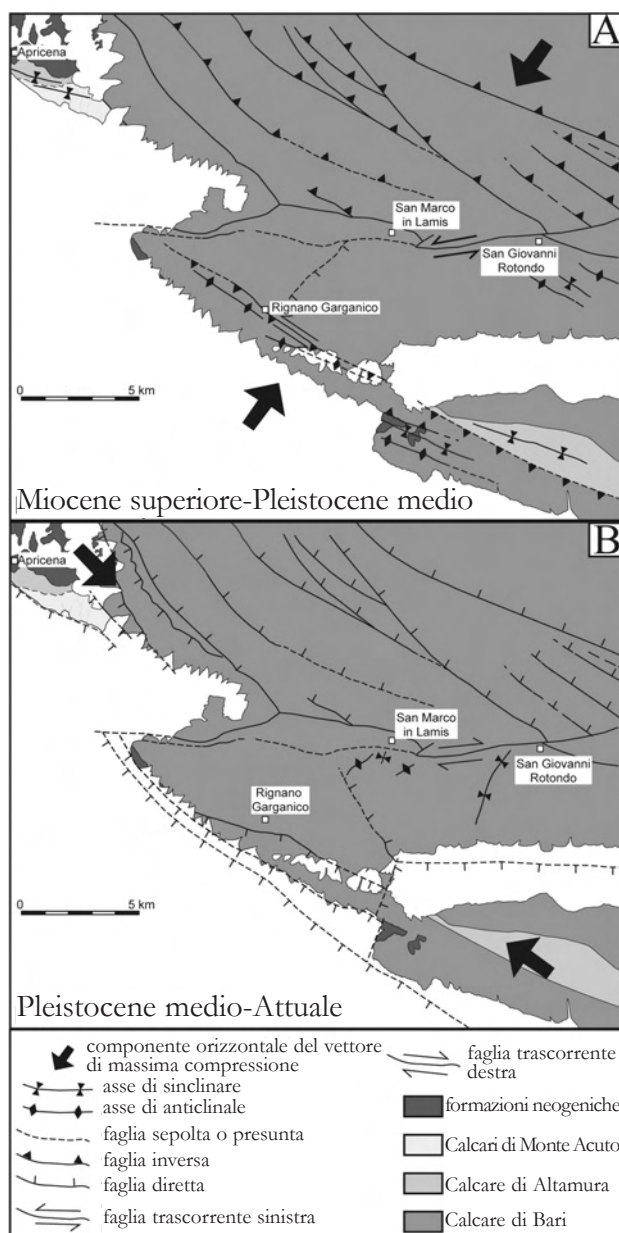 A
Apricena
San Marco
in Lamis
San Giovanni
Rotondo
Rignano Garganico
0 5 km
Miocene superiore-Pleistocene medio
B
Apricena
San Marco
in Lamis
San Giovanni
Rotondo
Rignano
Garganico
0 5 km
Pleistocene medio-Attuale
componente orizzontale del vettore
di massima compressione
asse di sinclinare
asse di anticlinale
faglia sepolta o presunta
faglia inversa
faglia diretta
faglia trascorrente sinistra
faglia trascorrente
destra
formazioni neogeniche
Calcari di Monte Acuto
Calcare di Altamura
Calcare di Bari